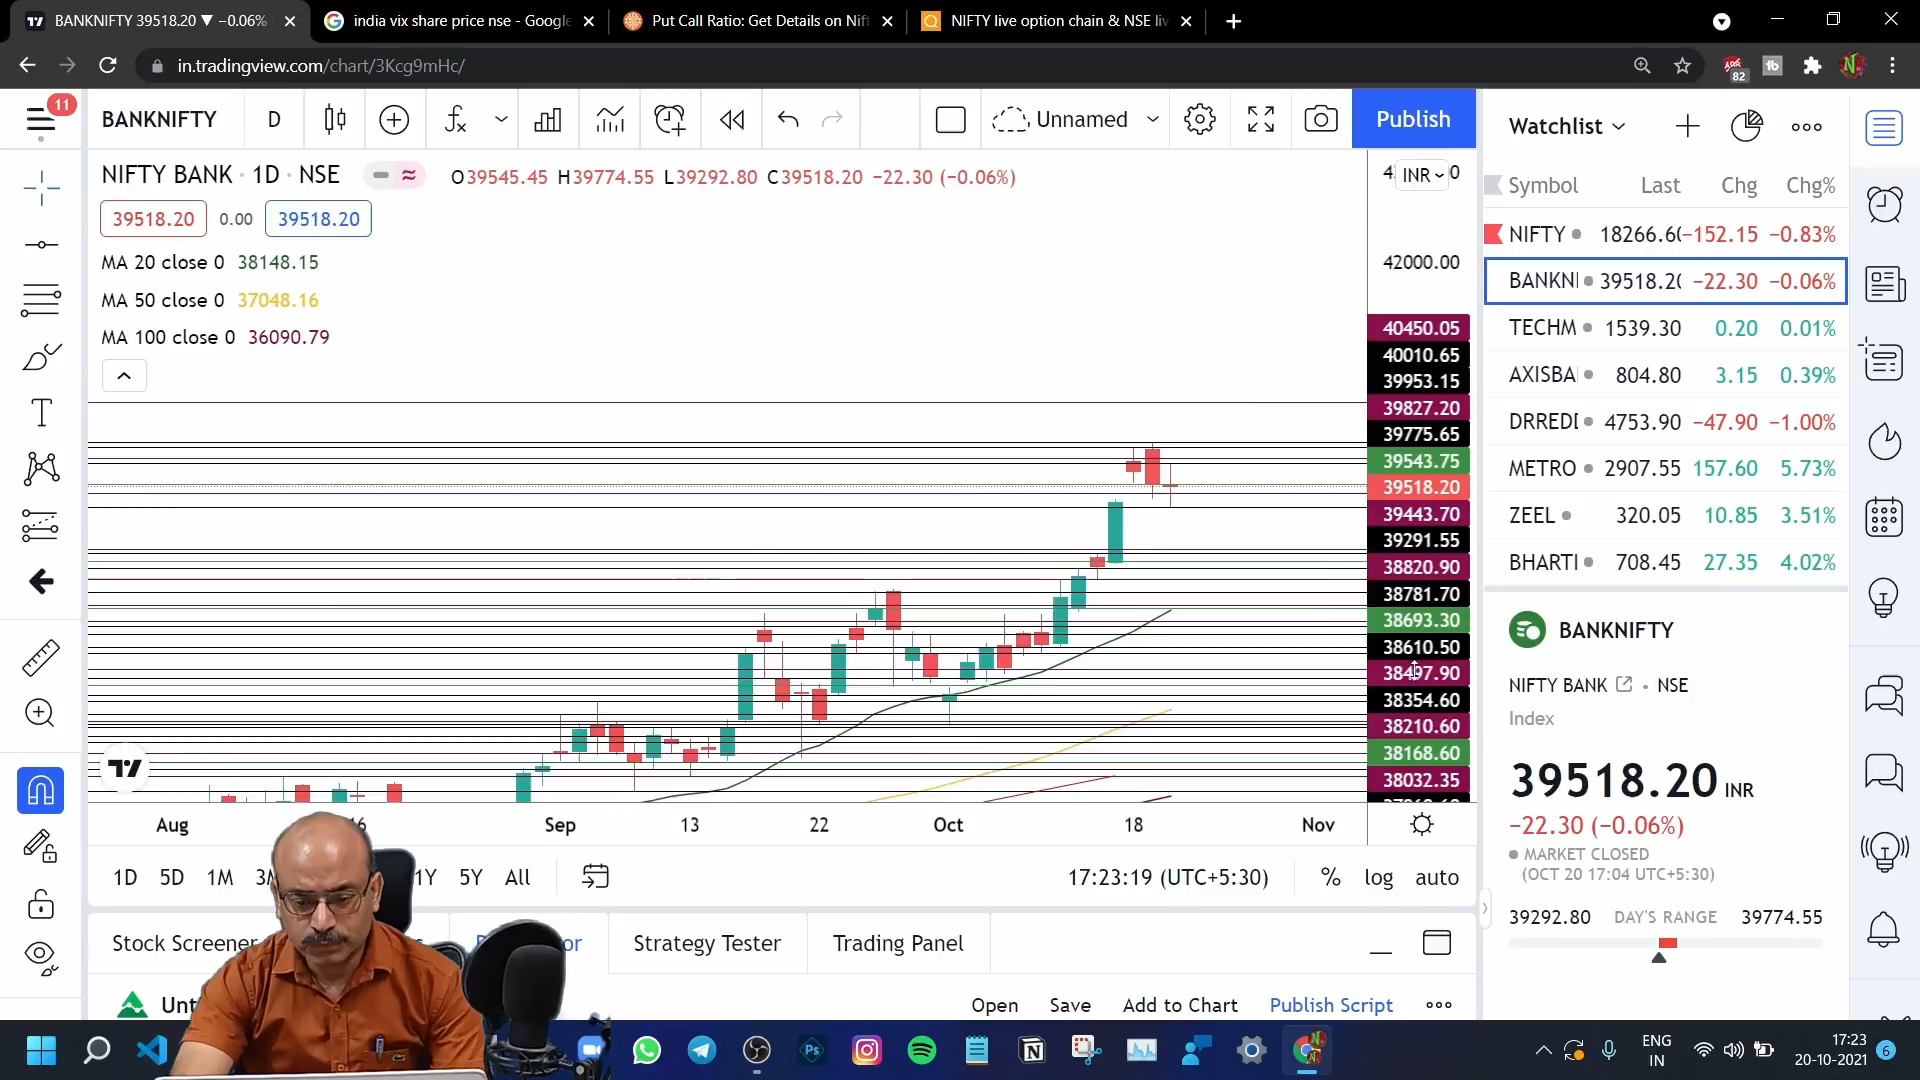 BANKNIFTY 39518.20 ▼ −0.06%
india vix share price nse - Google
Put Call Ratio: Get Details on Nift
NIFTY live option chain & NSE liv
in.tradingview.com/chart/3Kcg9mHc/
82
11
BANKNIFTY
D
Unnamed
Publish
NIFTY BANK · 1D · NSE
O39545.45 H39774.55 L39292.80 C39518.20 −22.30 (−0.06%)
39518.20
0.00
39518.20
MA 20 close 0 38148.15
MA 50 close 0 37048.16
MA 100 close 0 36090.79
INR
42000.00
40450.05
40010.65
39953.15
39827.20
39775.65
39543.75
39518.20
39443.70
39291.55
38820.90
38781.70
38693.30
38610.50
38497.90
38354.60
38210.60
38168.60
38032.35
Aug
Sep
13
22
Oct
18
Nov
1D
5D
1M
1Y
5Y
All
17:23:19 (UTC+5:30)
%
log
auto
Stock Screener
Strategy Tester
Trading Panel
Open
Save
Add to Chart
Publish Script
Watchlist
Symbol Last Chg Chg%
NIFTY 18266.60 −152.15 −0.83%
BANKNI 39518.20 −22.30 −0.06%
TECHM 1539.30 0.20 0.01%
AXISBA 804.80 3.15 0.39%
DRREDD 4753.90 −47.90 −1.00%
METRO 2907.55 157.60 5.73%
ZEEL 320.05 10.85 3.51%
BHARTI 708.45 27.35 4.02%
BANKNIFTY
NIFTY BANK · NSE
Index
39518.20 INR
−22.30 (−0.06%)
MARKET CLOSED
(OCT 20 17:04 UTC+5:30)
39292.80 DAY'S RANGE 39774.55
ENG
IN
17:23
20-10-2021
6